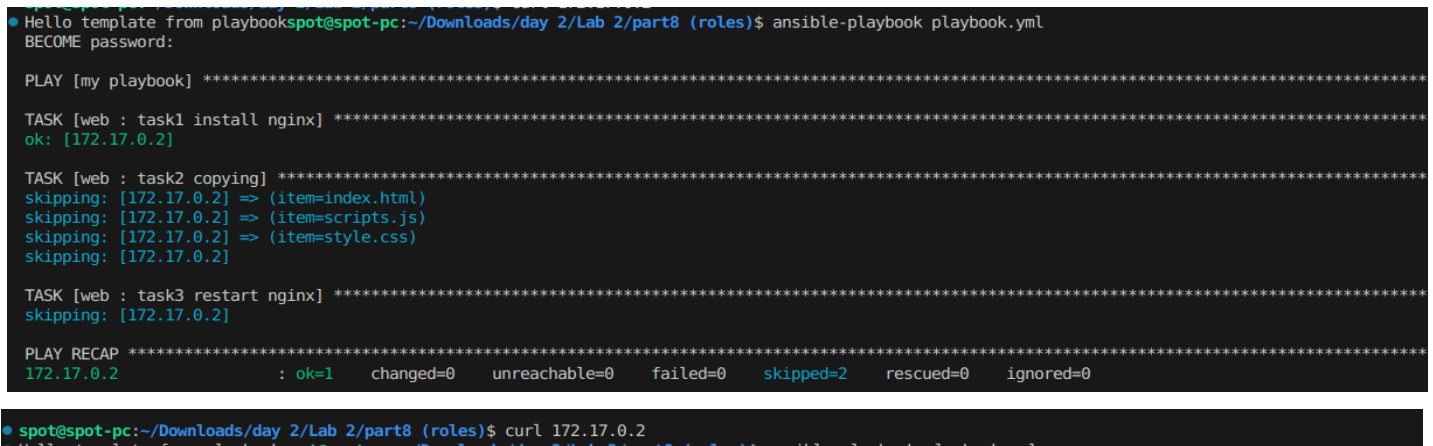 Hello template from playbookspot@spot-pc:~/Downloads/day 2/Lab 2/part8 (roles)$ ansible-playbook playbook.yml
BECOME password:
PLAY [my playbook] ***********************************************************************************************************************************
TASK [web : task1 install nginx] *********************************************************************************************************************
ok: [172.17.0.2]
TASK [web : task2 copying] ***************************************************************************************************************************
skipping: [172.17.0.2] => (item=index.html)
skipping: [172.17.0.2] => (item=scripts.js)
skipping: [172.17.0.2] => (item=style.css)
skipping: [172.17.0.2]
TASK [web : task3 restart nginx] *********************************************************************************************************************
skipping: [172.17.0.2]
PLAY RECAP *******************************************************************************************************************************************
172.17.0.2 : ok=1 changed=0 unreachable=0 failed=0 skipped=2 rescued=0 ignored=0
spot@spot-pc:~/Downloads/day 2/Lab 2/part8 (roles)$ curl 172.17.0.2